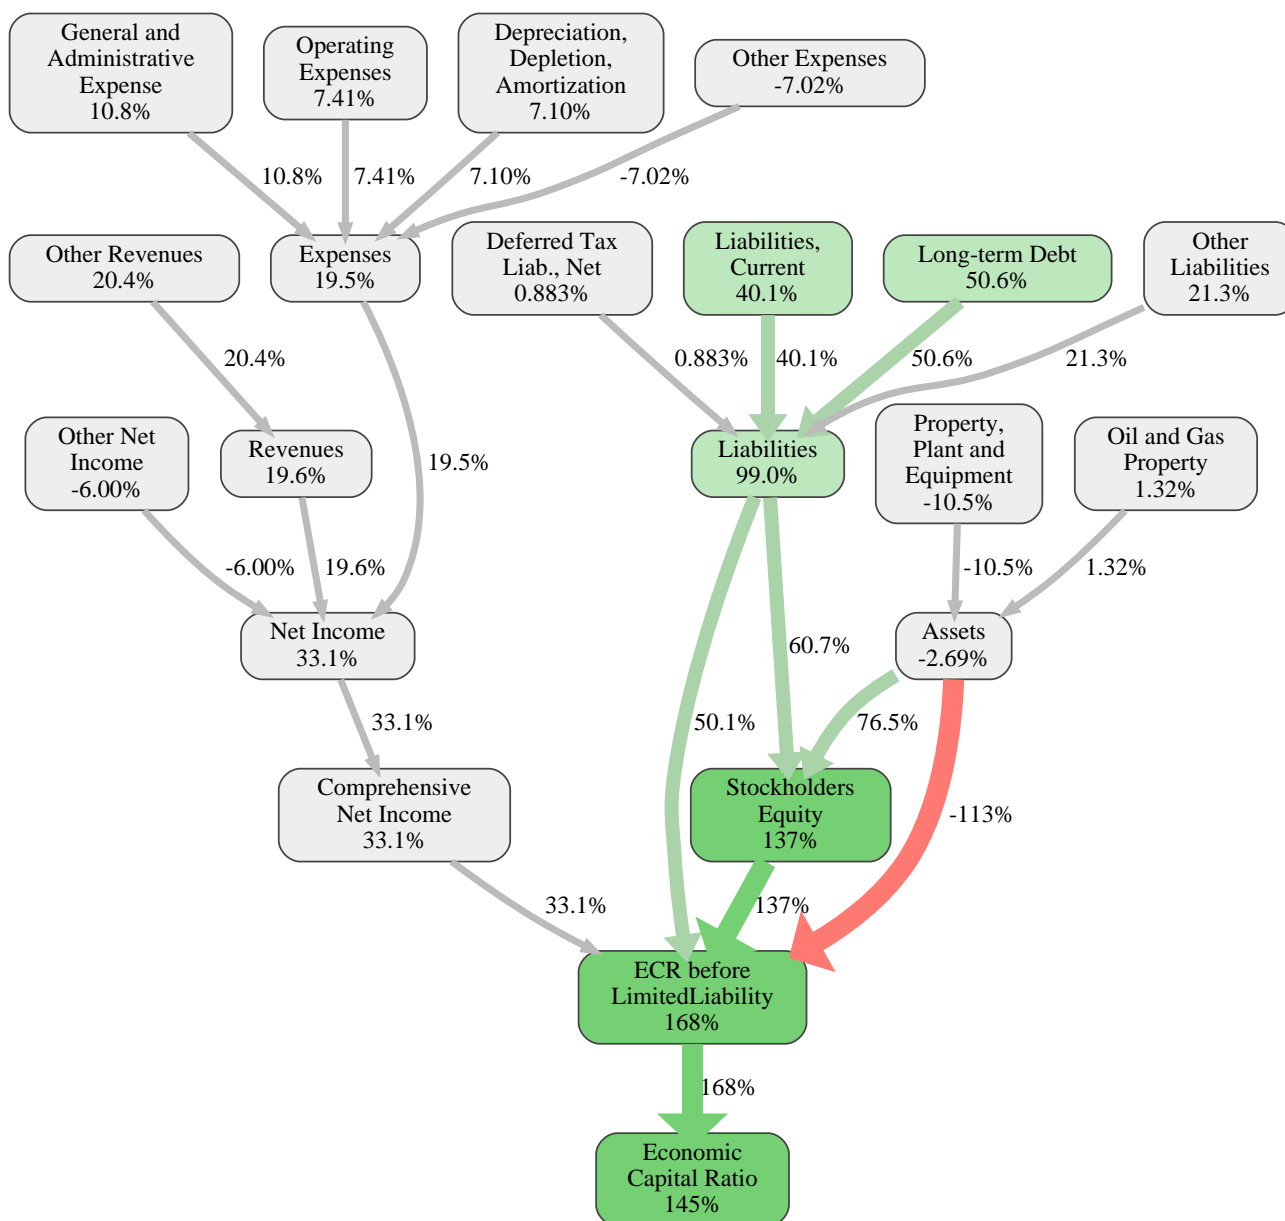 General and
Administrative
Expense
10.8%
Operating
Expenses
7.41%
Depreciation,
Depletion,
Amortization
7.10%
Other Expenses
-7.02%
10.8%
7.41%
7.10%
-7.02%
Other Revenues
20.4%
Expenses
19.5%
Deferred Tax
Liab., Net
0.883%
Liabilities,
Current
40.1%
Long-term Debt
50.6%
Other
Liabilities
21.3%
20.4%
0.883%
40.1%
50.6%
21.3%
Other Net
Income
-6.00%
Revenues
19.6%
19.5%
Liabilities
99.0%
Property,
Plant and
Equipment
-10.5%
Oil and Gas
Property
1.32%
-6.00%
19.6%
-10.5%
1.32%
Net Income
33.1%
60.7%
Assets
-2.69%
33.1%
50.1%
76.5%
Comprehensive
Net Income
33.1%
Stockholders
Equity
137%
-113%
33.1%
137%
ECR before
LimitedLiability
168%
168%
Economic
Capital Ratio
145%